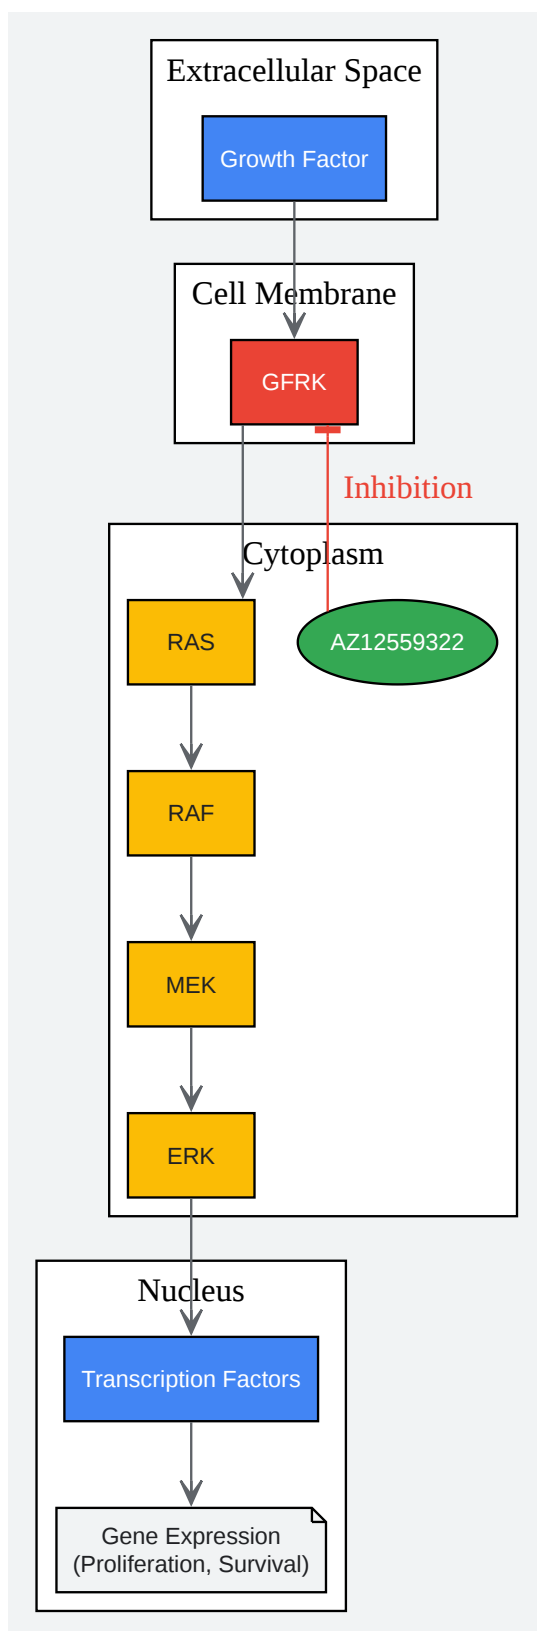 Extracellular Space
Growth Factor
Cell Membrane
GFRK
Inhibition
Cytoplasm
RAS
AZ12559322
RAF
MEK
ERK
Nucleus
Transcription Factors
Gene Expression
(Proliferation, Survival)